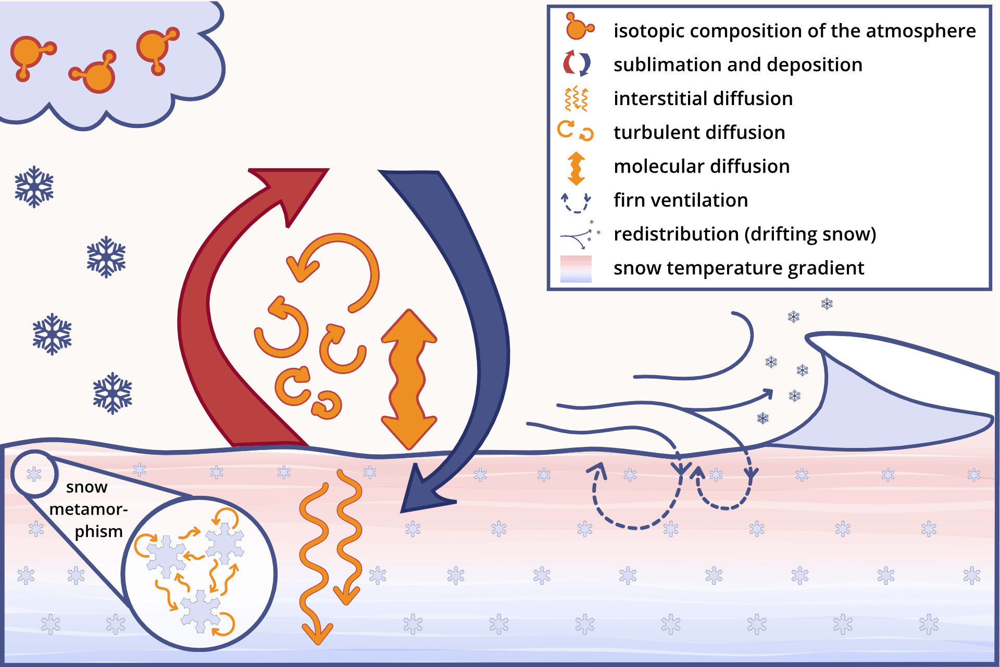 isotopic composition of the atmosphere
sublimation and deposition
interstitial diffusion
turbulent diffusion
molecular diffusion
firn ventilation
redistribution (drifting snow)
snow temperature gradient
snow
metamor-
phism